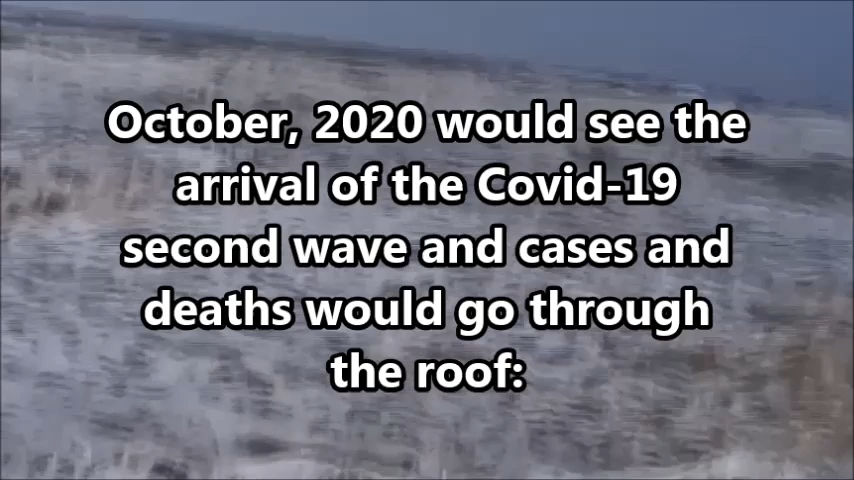 October, 2020 would see the
arrival of the Covid-19
second wave and cases and
deaths would go through
the roof: